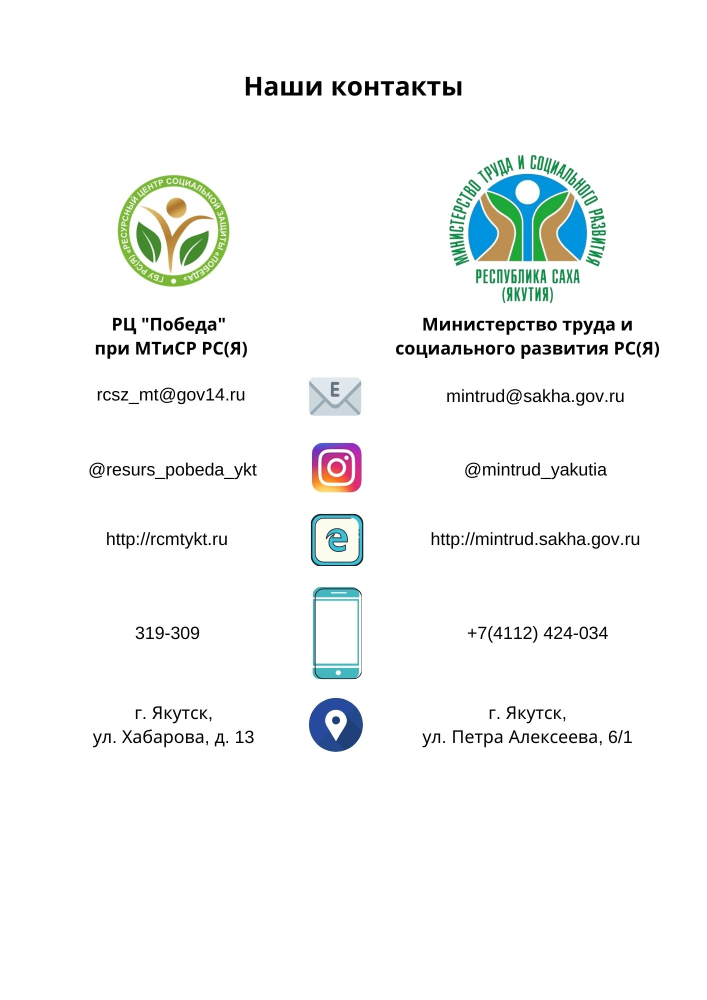 Наши контакты
ГБУ РС(Я) «РЕСУРСНЫЙ ЦЕНТР СОЦИАЛЬНОЙ ЗАЩИТЫ «ПОБЕДА»
МИНИСТЕРСТВО ТРУДА И СОЦИАЛЬНОГО РАЗВИТИЯ
РЕСПУБЛИКА САХА
(ЯКУТИЯ)
РЦ "Победа"
при МТиСР РС(Я)
Министерство труда и
социального развития РС(Я)
rcsz_mt@gov14.ru
E
mintrud@sakha.gov.ru
@resurs_pobeda_ykt
@mintrud_yakutia
http://rcmtykt.ru
e
http://mintrud.sakha.gov.ru
319-309
+7(4112) 424-034
г. Якутск,
ул. Хабарова, д. 13
г. Якутск,
ул. Петра Алексеева, 6/1